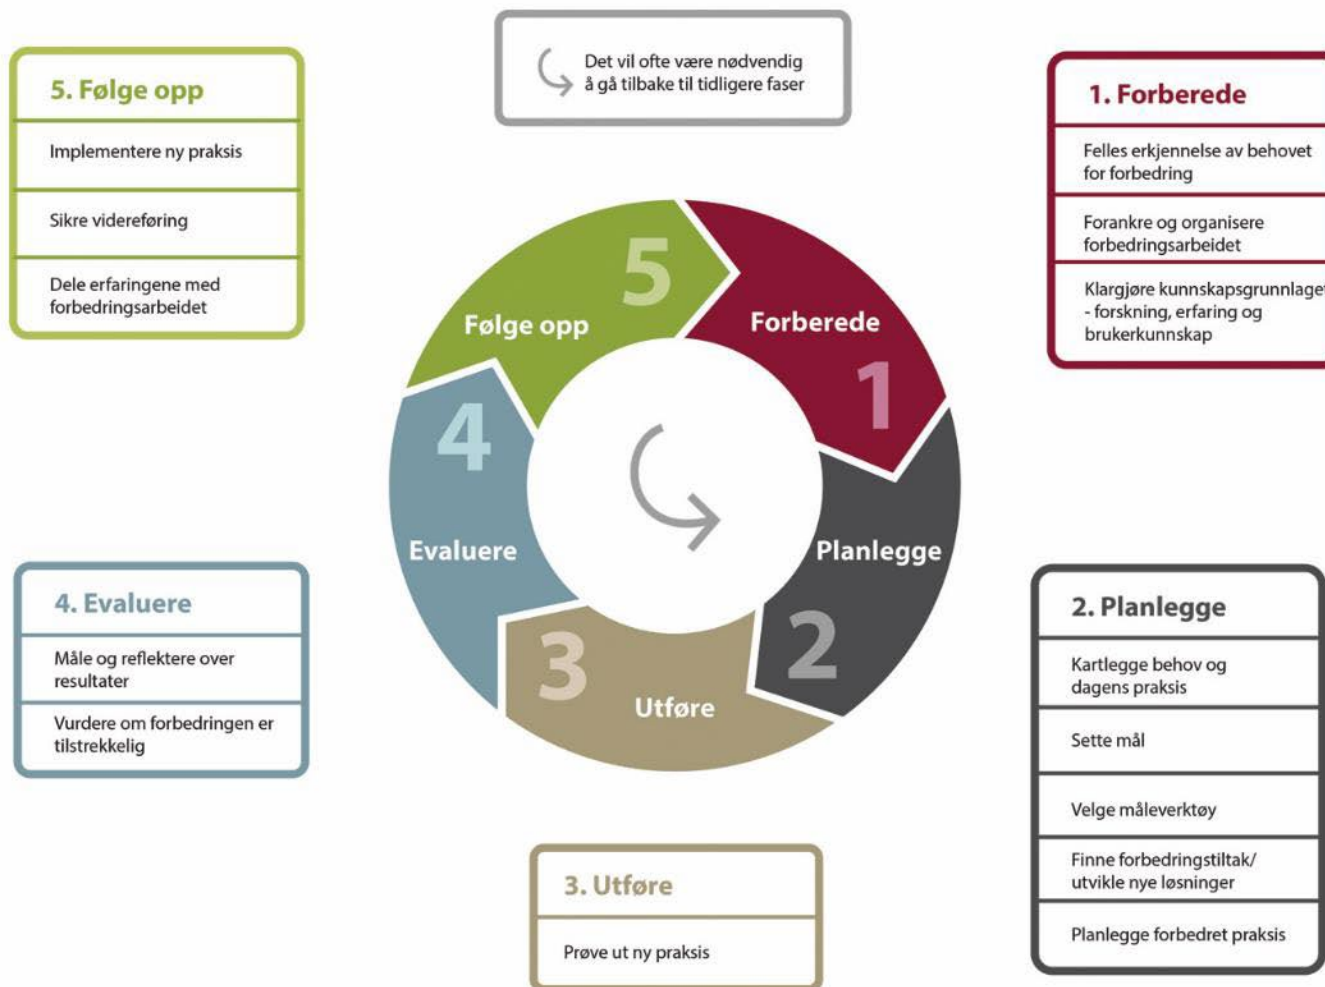 Det vil ofte være nødvendig
å gå tilbake til tidligere faser
1. Forberede
Felles erkjennelse av behovet
for forbedring
Forankre og organisere
forbedringsarbeidet
Klargjøre kunnskapsgrunnlaget
- forskning, erfaring og
brukerkunnskap
2. Planlegge
Kartlegge behov og
dagens praksis
Sette mål
Velge måleverktøy
Finne forbedringstiltak/
utvikle nye løsninger
Planlegge forbedret praksis
3. Utføre
Prøve ut ny praksis
4. Evaluere
Måle og reflektere over
resultater
Vurdere om forbedringen er
tilstrekkelig
5. Følge opp
Implementere ny praksis
Sikre videreføring
Dele erfaringene med
forbedringsarbeidet
Forberede
1
Planlegge
2
Utføre
3
Evaluere
4
Følge opp
5